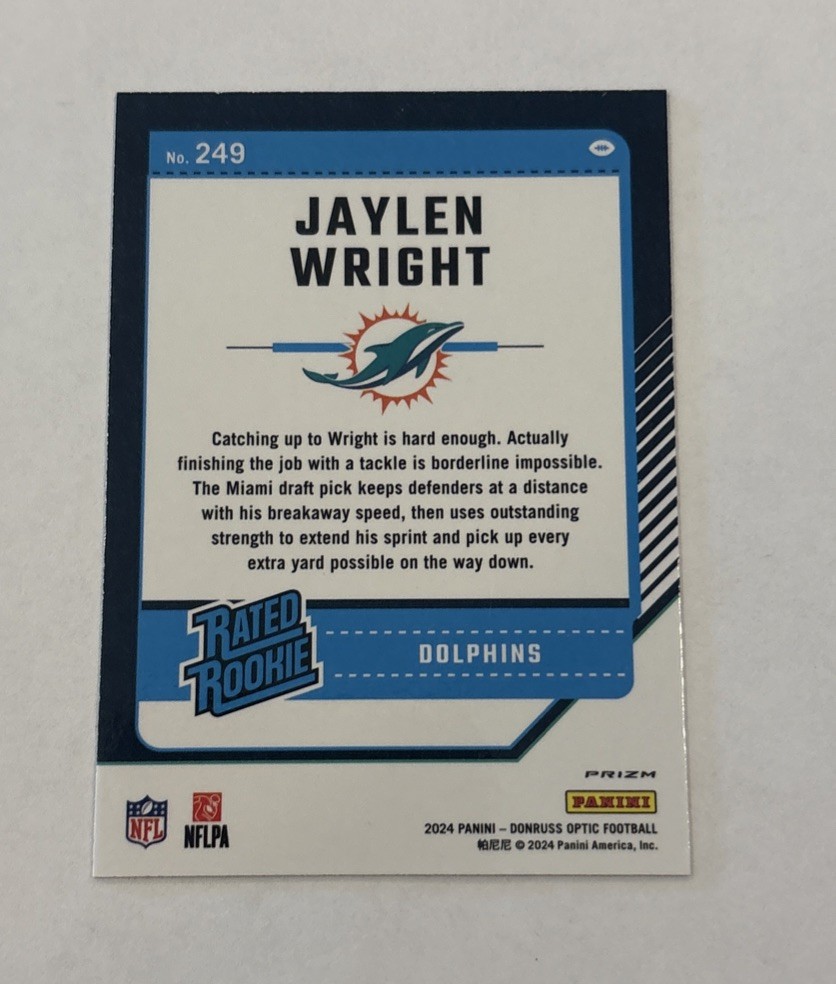 No. 249
JAYLEN
WRIGHT
Catching up to Wright is hard enough. Actually
finishing the job with a tackle is borderline impossible.
The Miami draft pick keeps defenders at a distance
with his breakaway speed, then uses outstanding
strength to extend his sprint and pick up every
extra yard possible on the way down.
RATED
ROOKIE
DOLPHINS
PRIZM
PANINI
NFL
NFLPA
2024 PANINI – DONRUSS OPTIC FOOTBALL
帕尼尼 © 2024 Panini America, Inc.